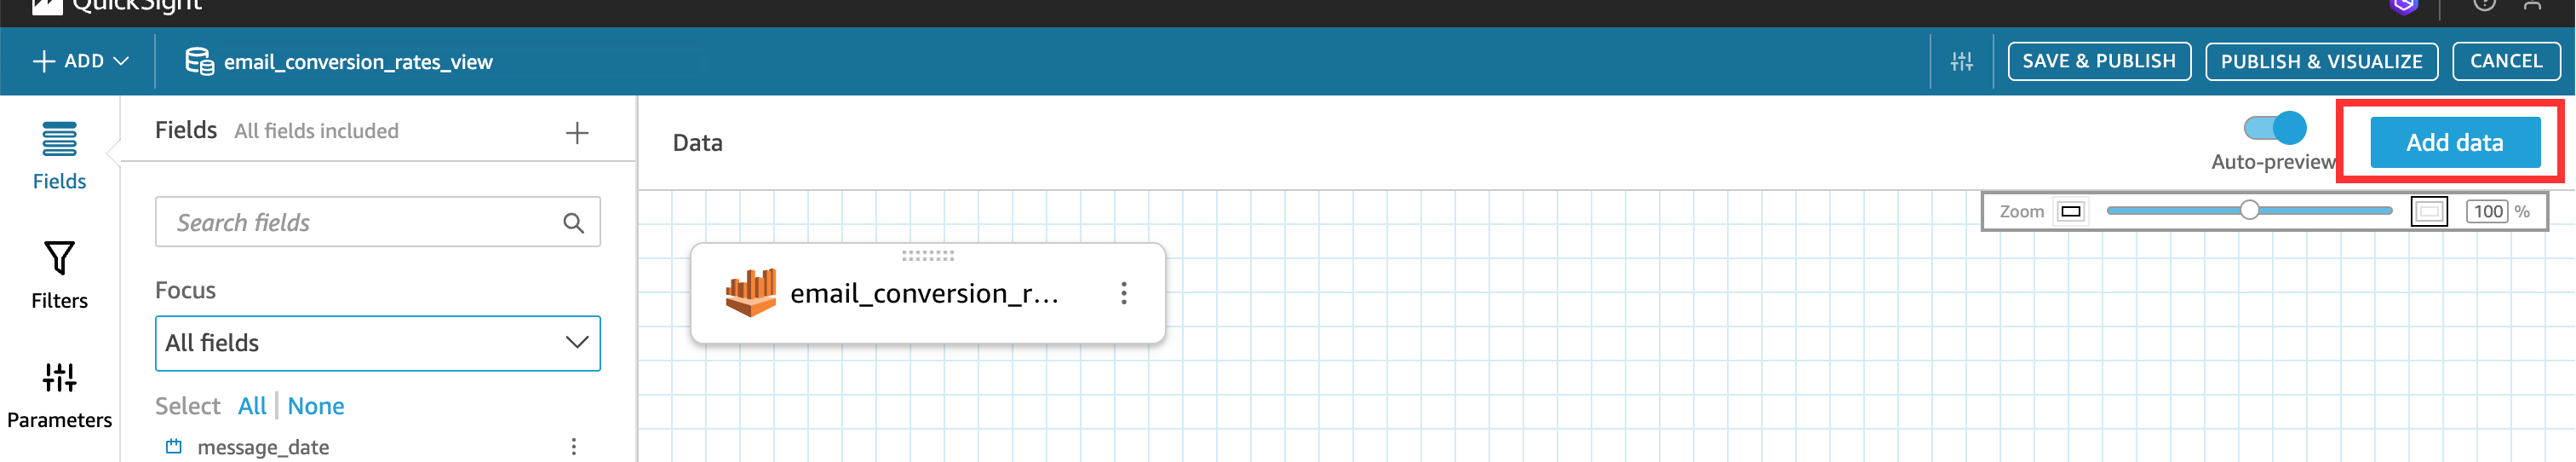 QuickSight
ADD
email_conversion_rates_view
SAVE & PUBLISH
PUBLISH & VISUALIZE
CANCEL
Fields
Filters
Parameters
Fields All fields included
Search fields
Focus
All fields
Select All None
message_date
Data
Auto-preview
Add data
Zoom
100 %
email_conversion_r...